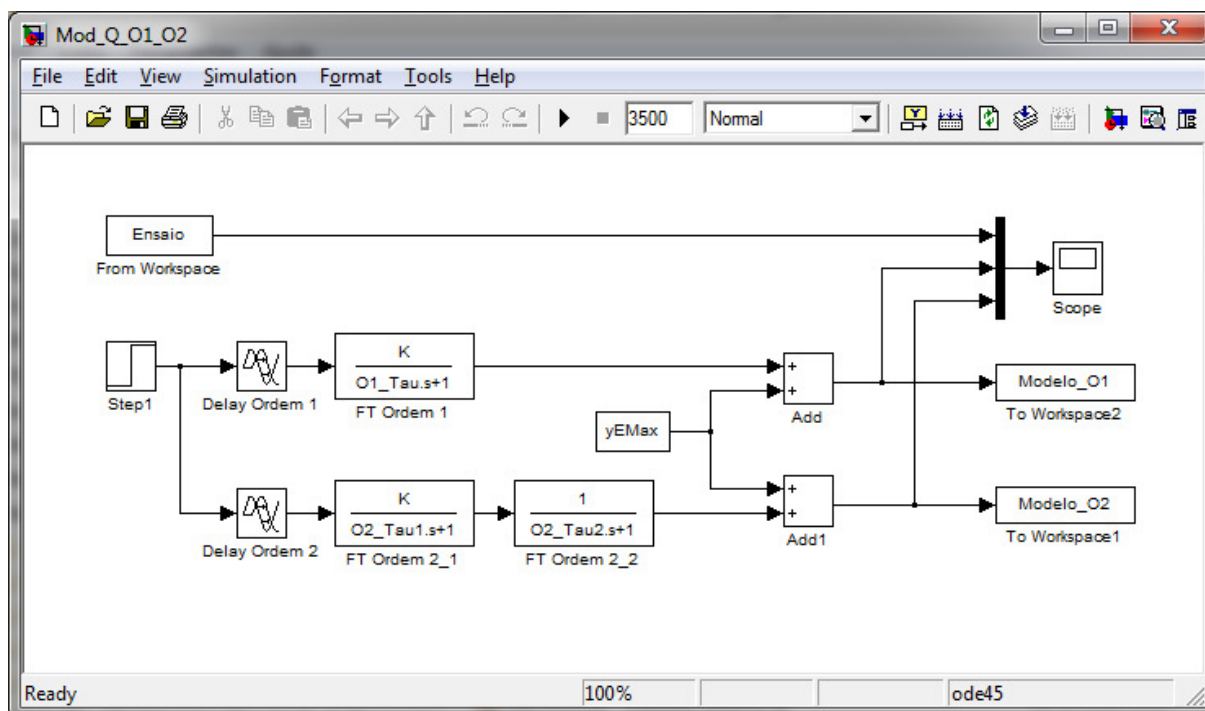 Mod_Q_O1_O2
File Edit View Simulation Format Tools Help
3500 Normal
Ensaio
From Workspace
Scope
Step1
Delay Ordem 1
K
O1_Tau.s+1
FT Ordem 1
yEMax
+
+
Add
Modelo_O1
To Workspace2
Delay Ordem 2
K
O2_Tau1.s+1
FT Ordem 2_1
1
O2_Tau2.s+1
FT Ordem 2_2
+
+
Add1
Modelo_O2
To Workspace1
Ready 100% ode45